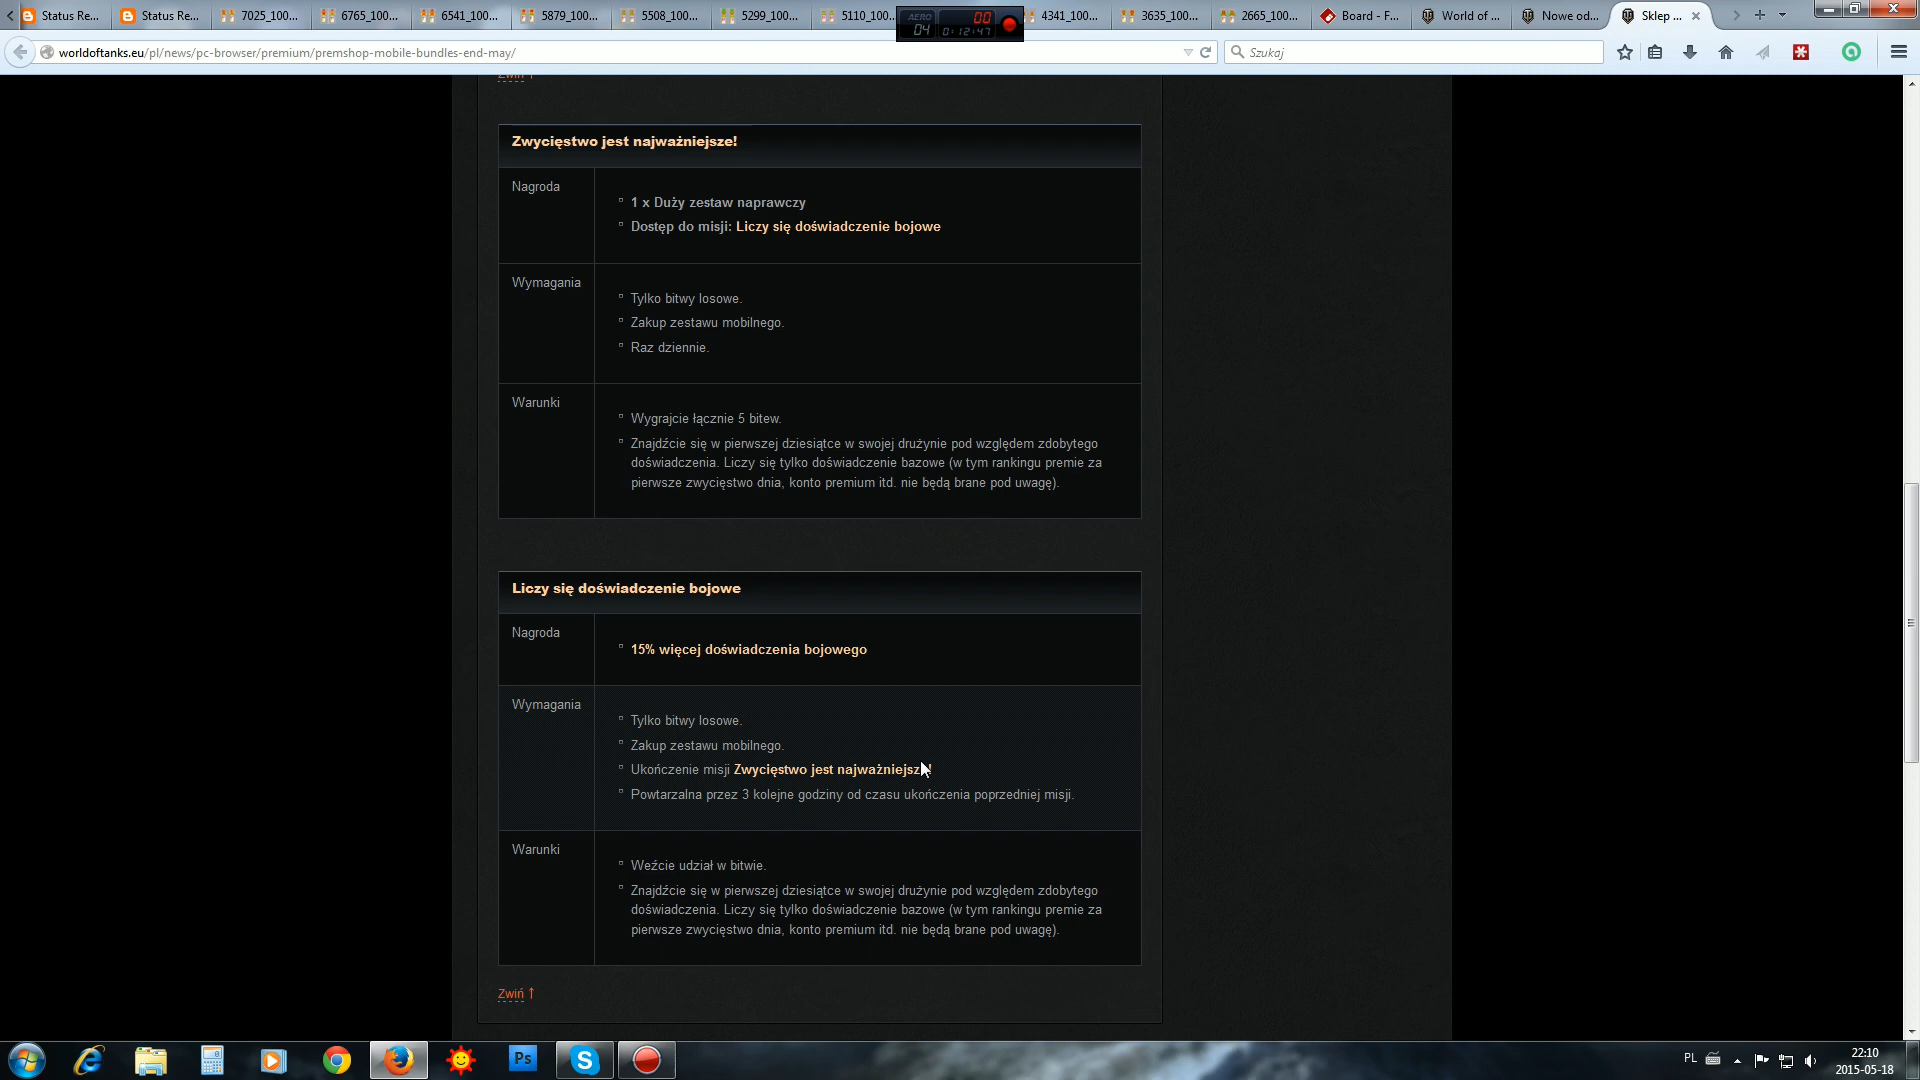 Status Re... Status Re... 7025_100... 6765_100... 6541_100... 5879_100... 5508_100... 5299_100... 5110_100... 4341_100... 3635_100... 2665_100... Board - F... World of ... Nowe od... Sklep ...
AERO 04 00 0:12:47
worldoftanks.eu/pl/news/pc-browser/premium/premshop-mobile-bundles-end-may/ Szukaj
Zwiń ↑
Zwycięstwo jest najważniejsze!
Nagroda
1 x Duży zestaw naprawczy
Dostęp do misji: Liczy się doświadczenie bojowe
Wymagania
Tylko bitwy losowe.
Zakup zestawu mobilnego.
Raz dziennie.
Warunki
Wygrajcie łącznie 5 bitew.
Znajdźcie się w pierwszej dziesiątce w swojej drużynie pod względem zdobytego
doświadczenia. Liczy się tylko doświadczenie bazowe (w tym rankingu premie za
pierwsze zwycięstwo dnia, konto premium itd. nie będą brane pod uwagę).
Liczy się doświadczenie bojowe
Nagroda
15% więcej doświadczenia bojowego
Wymagania
Tylko bitwy losowe.
Zakup zestawu mobilnego.
Ukończenie misji Zwycięstwo jest najważniejsze!
Powtarzalna przez 3 kolejne godziny od czasu ukończenia poprzedniej misji.
Warunki
Weźcie udział w bitwie.
Znajdźcie się w pierwszej dziesiątce w swojej drużynie pod względem zdobytego
doświadczenia. Liczy się tylko doświadczenie bazowe (w tym rankingu premie za
pierwsze zwycięstwo dnia, konto premium itd. nie będą brane pod uwagę).
Zwiń ↑
Ps
PL
22:10
2015-05-18